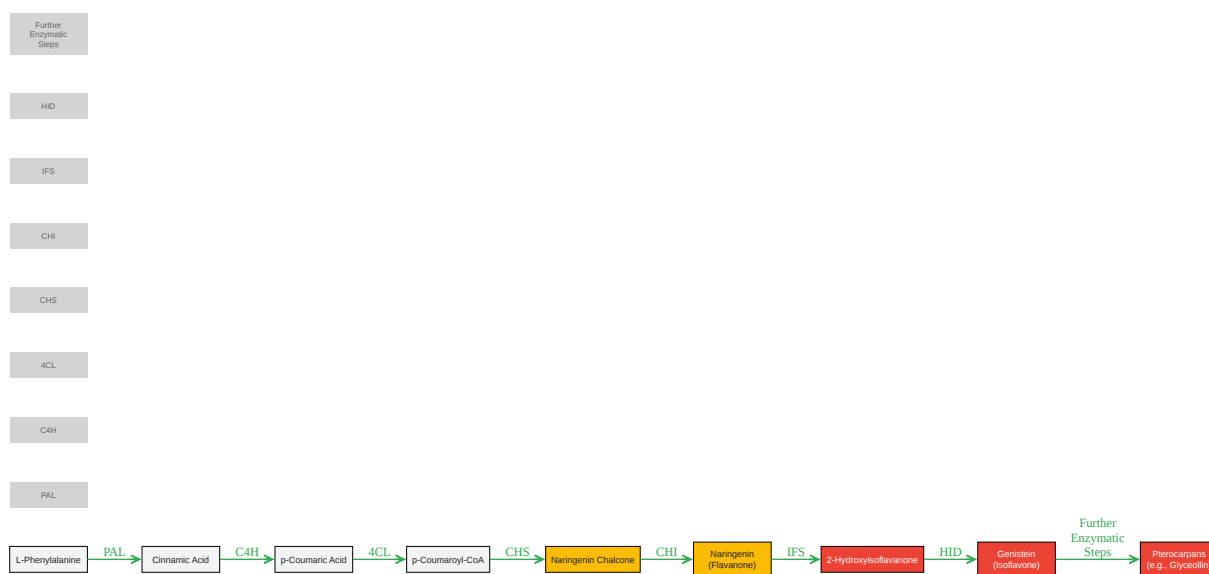 Further
Enzymatic
Steps
HID
IFS
CHI
CHS
4CL
C4H
PAL
Further
Enzymatic
Steps
L-Phenylalanine
PAL
Cinnamic Acid
C4H
p-Coumaric Acid
4CL
p-Coumaroyl-CoA
CHS
Naringenin Chalcone
CHI
Naringenin
(Flavanone)
IFS
2-Hydroxyisoflavanone
HID
Genistein
(Isoflavone)
Pterocarpans
(e.g., Glyceollin